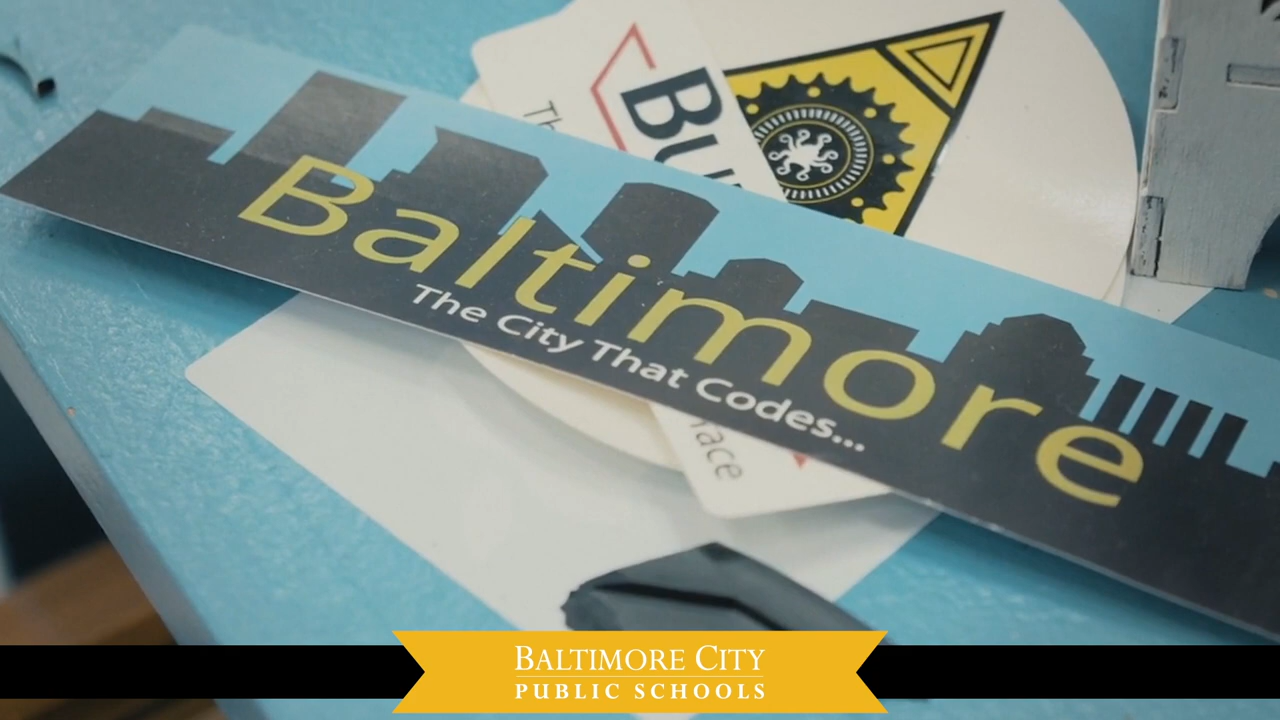 Baltimore
The City That Codes...
BALTIMORE CITY
PUBLIC SCHOOLS